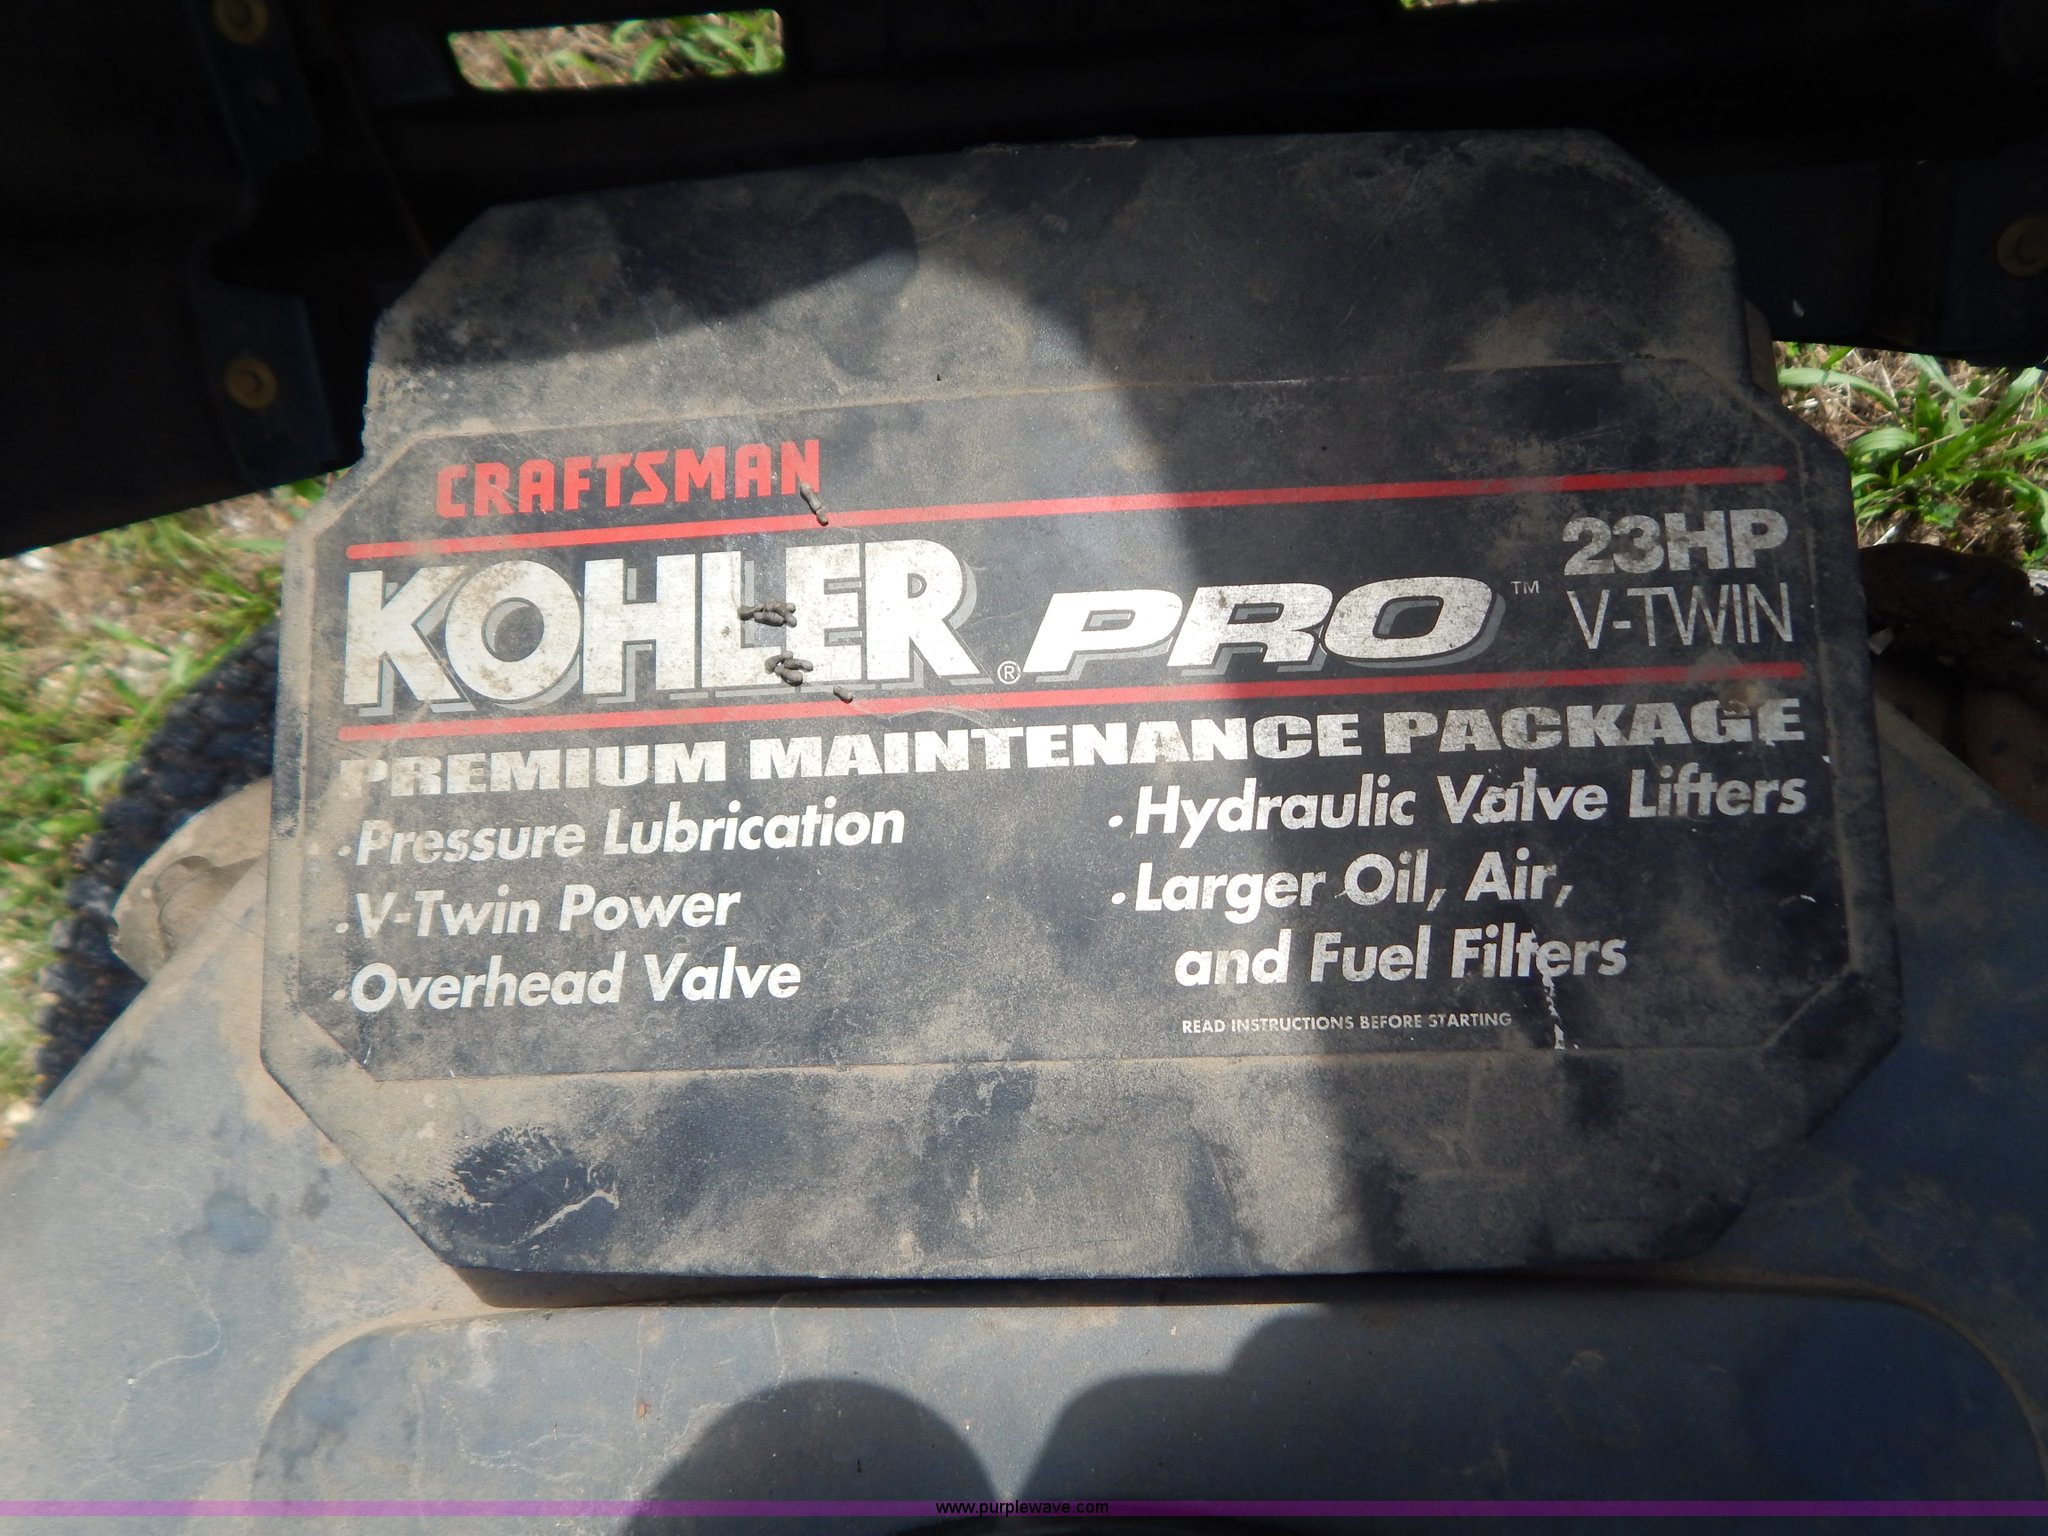 CRAFTSMAN
KOHLER® PRO™ 23HP
V-TWIN
PREMIUM MAINTENANCE PACKAGE
• Pressure Lubrication
• V-Twin Power
• Overhead Valve
• Hydraulic Valve Lifters
• Larger Oil, Air,
and Fuel Filters
READ INSTRUCTIONS BEFORE STARTING
www.purplewave.com